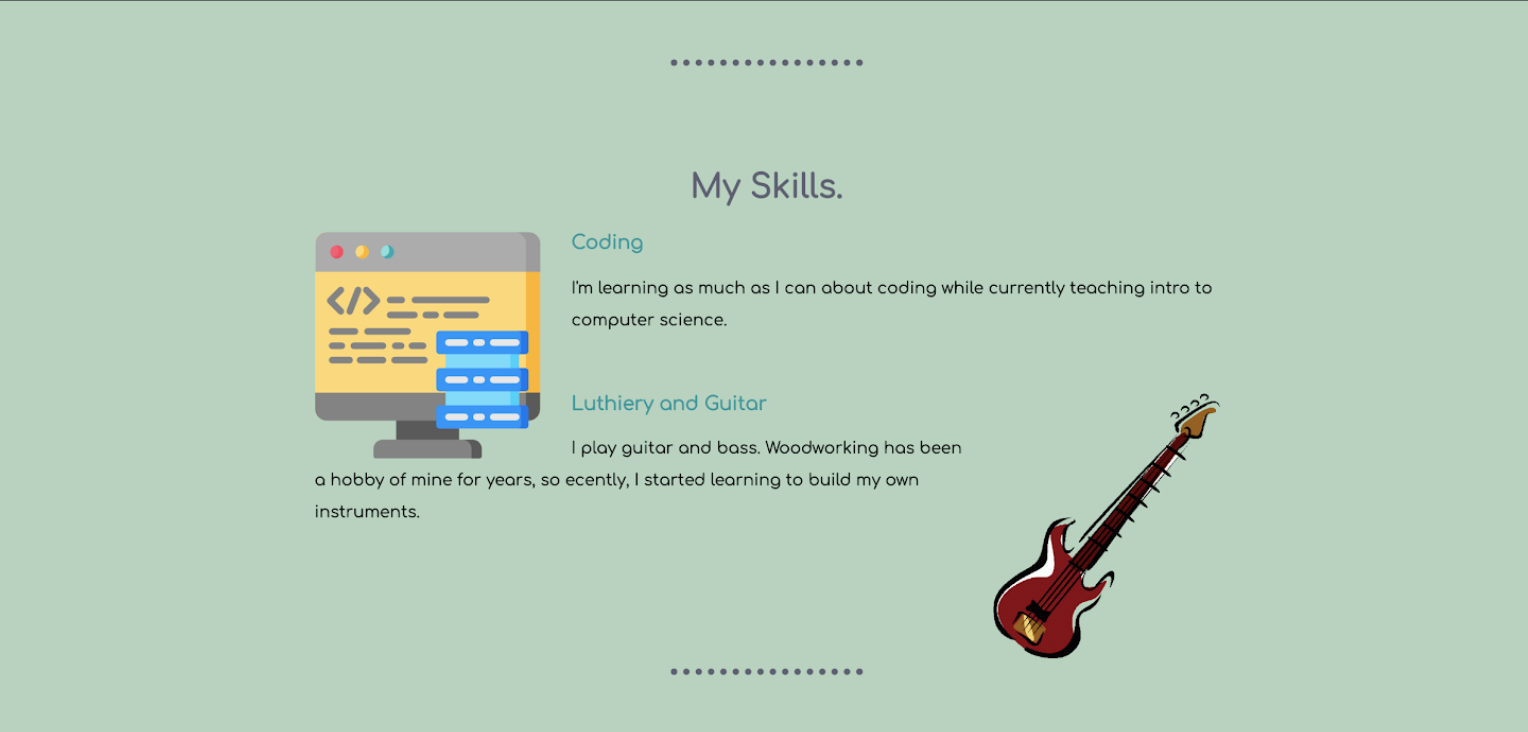 My Skills.
Coding
I'm learning as much as I can about coding while currently teaching intro to
computer science.
Luthiery and Guitar
I play guitar and bass. Woodworking has been
a hobby of mine for years, so ecently, I started learning to build my own
instruments.